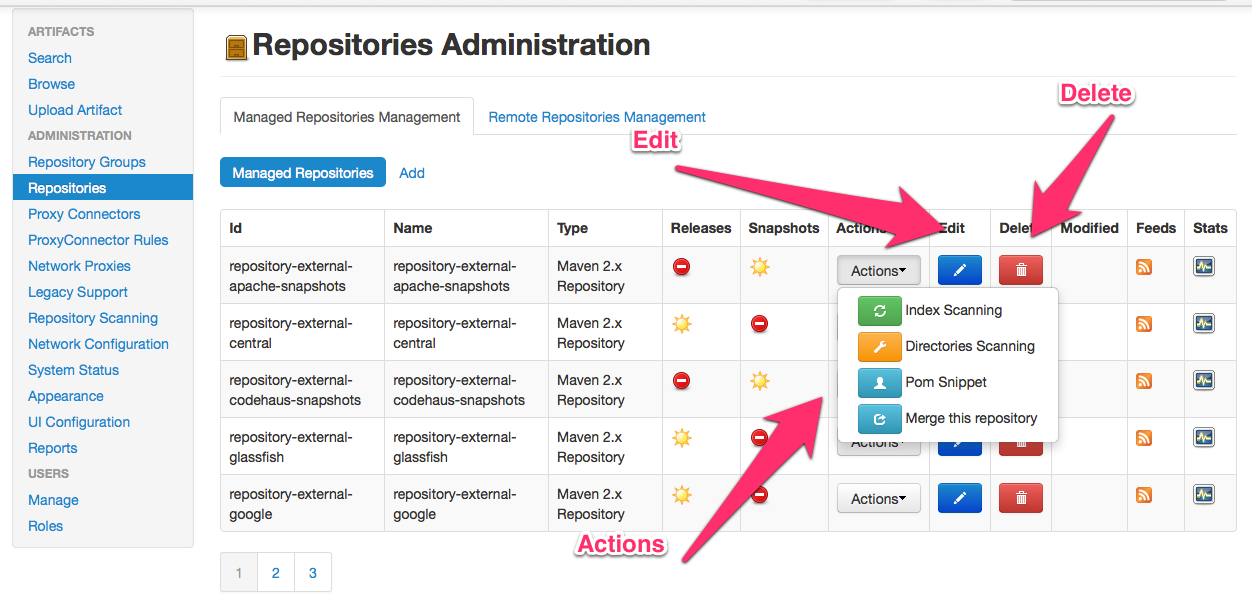 ARTIFACTS
Search
Browse
Upload Artifact
ADMINISTRATION
Repository Groups
Repositories
Proxy Connectors
ProxyConnector Rules
Network Proxies
Legacy Support
Repository Scanning
Network Configuration
System Status
Appearance
UI Configuration
Reports
USERS
Manage
Roles
Repositories Administration
Managed Repositories Management
Remote Repositories Management
Delete
Edit
Managed Repositories
Add
Id Name Type Releases Snapshots Actions Edit Delet Modified Feeds Stats
repository-external- repository-external- Maven 2.x
apache-snapshots apache-snapshots Repository
Actions
Index Scanning
Directories Scanning
Pom Snippet
Merge this repository
repository-external- repository-external- Maven 2.x
central central Repository
repository-external- repository-external- Maven 2.x
codehaus-snapshots codehaus-snapshots Repository
repository-external- repository-external- Maven 2.x
glassfish glassfish Repository
Actions
repository-external- repository-external- Maven 2.x
google google Repository
Actions
Actions
1 2 3